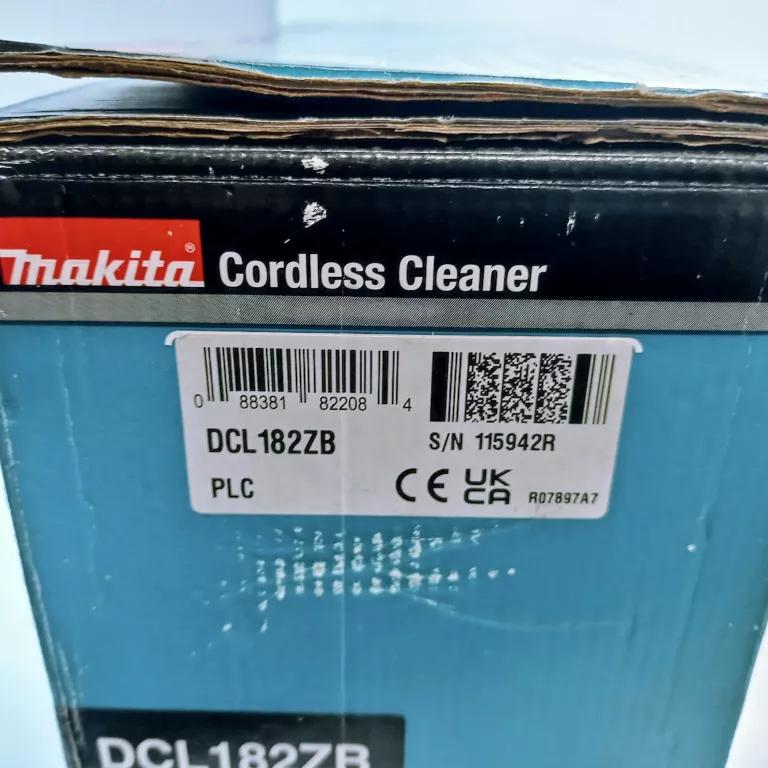 makita® Cordless Cleaner
0 88381 82208 4
DCL182ZB
S/N 115942R
PLC
CE UK CA R07897A7
DCL182ZB